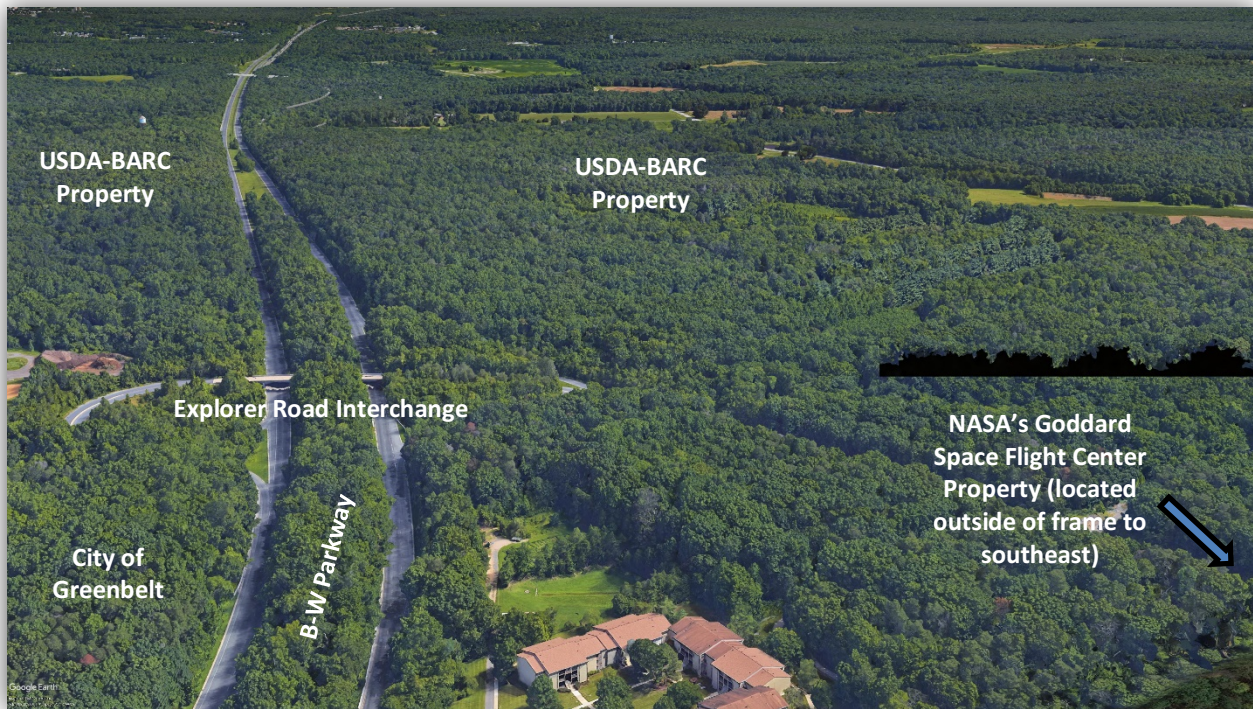 USDA-BARC
Property
USDA-BARC
Property
Explorer Road Interchange
NASA's Goddard
Space Flight Center
Property (located
outside of frame to
southeast)
City of
Greenbelt
B-W Parkway
Google Earth